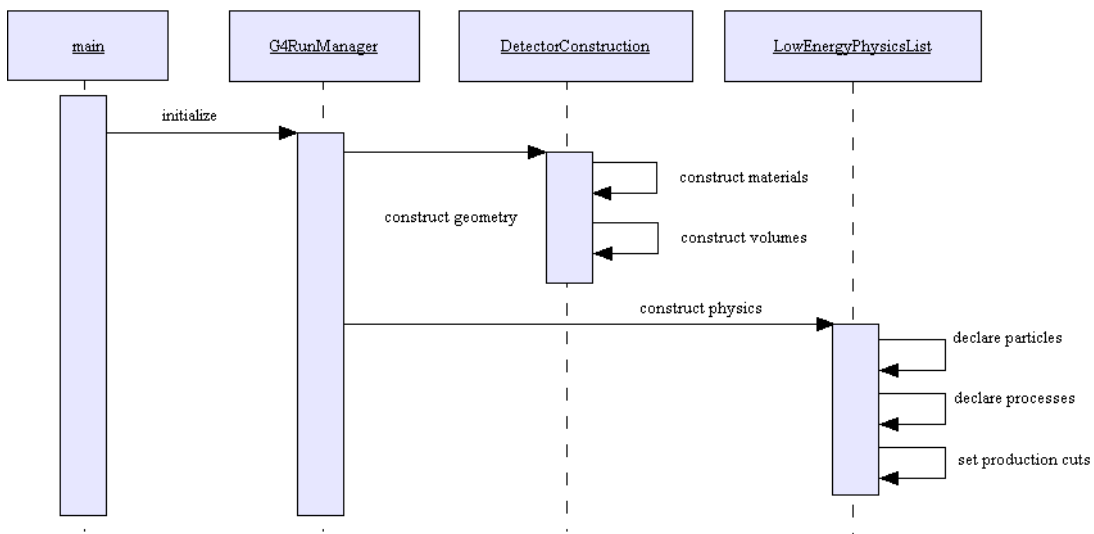 main
G4RunManager
DetectorConstruction
LowEnergyPhysicsList
initialize
construct materials
construct geometry
construct volumes
construct physics
declare particles
declare processes
set production cuts